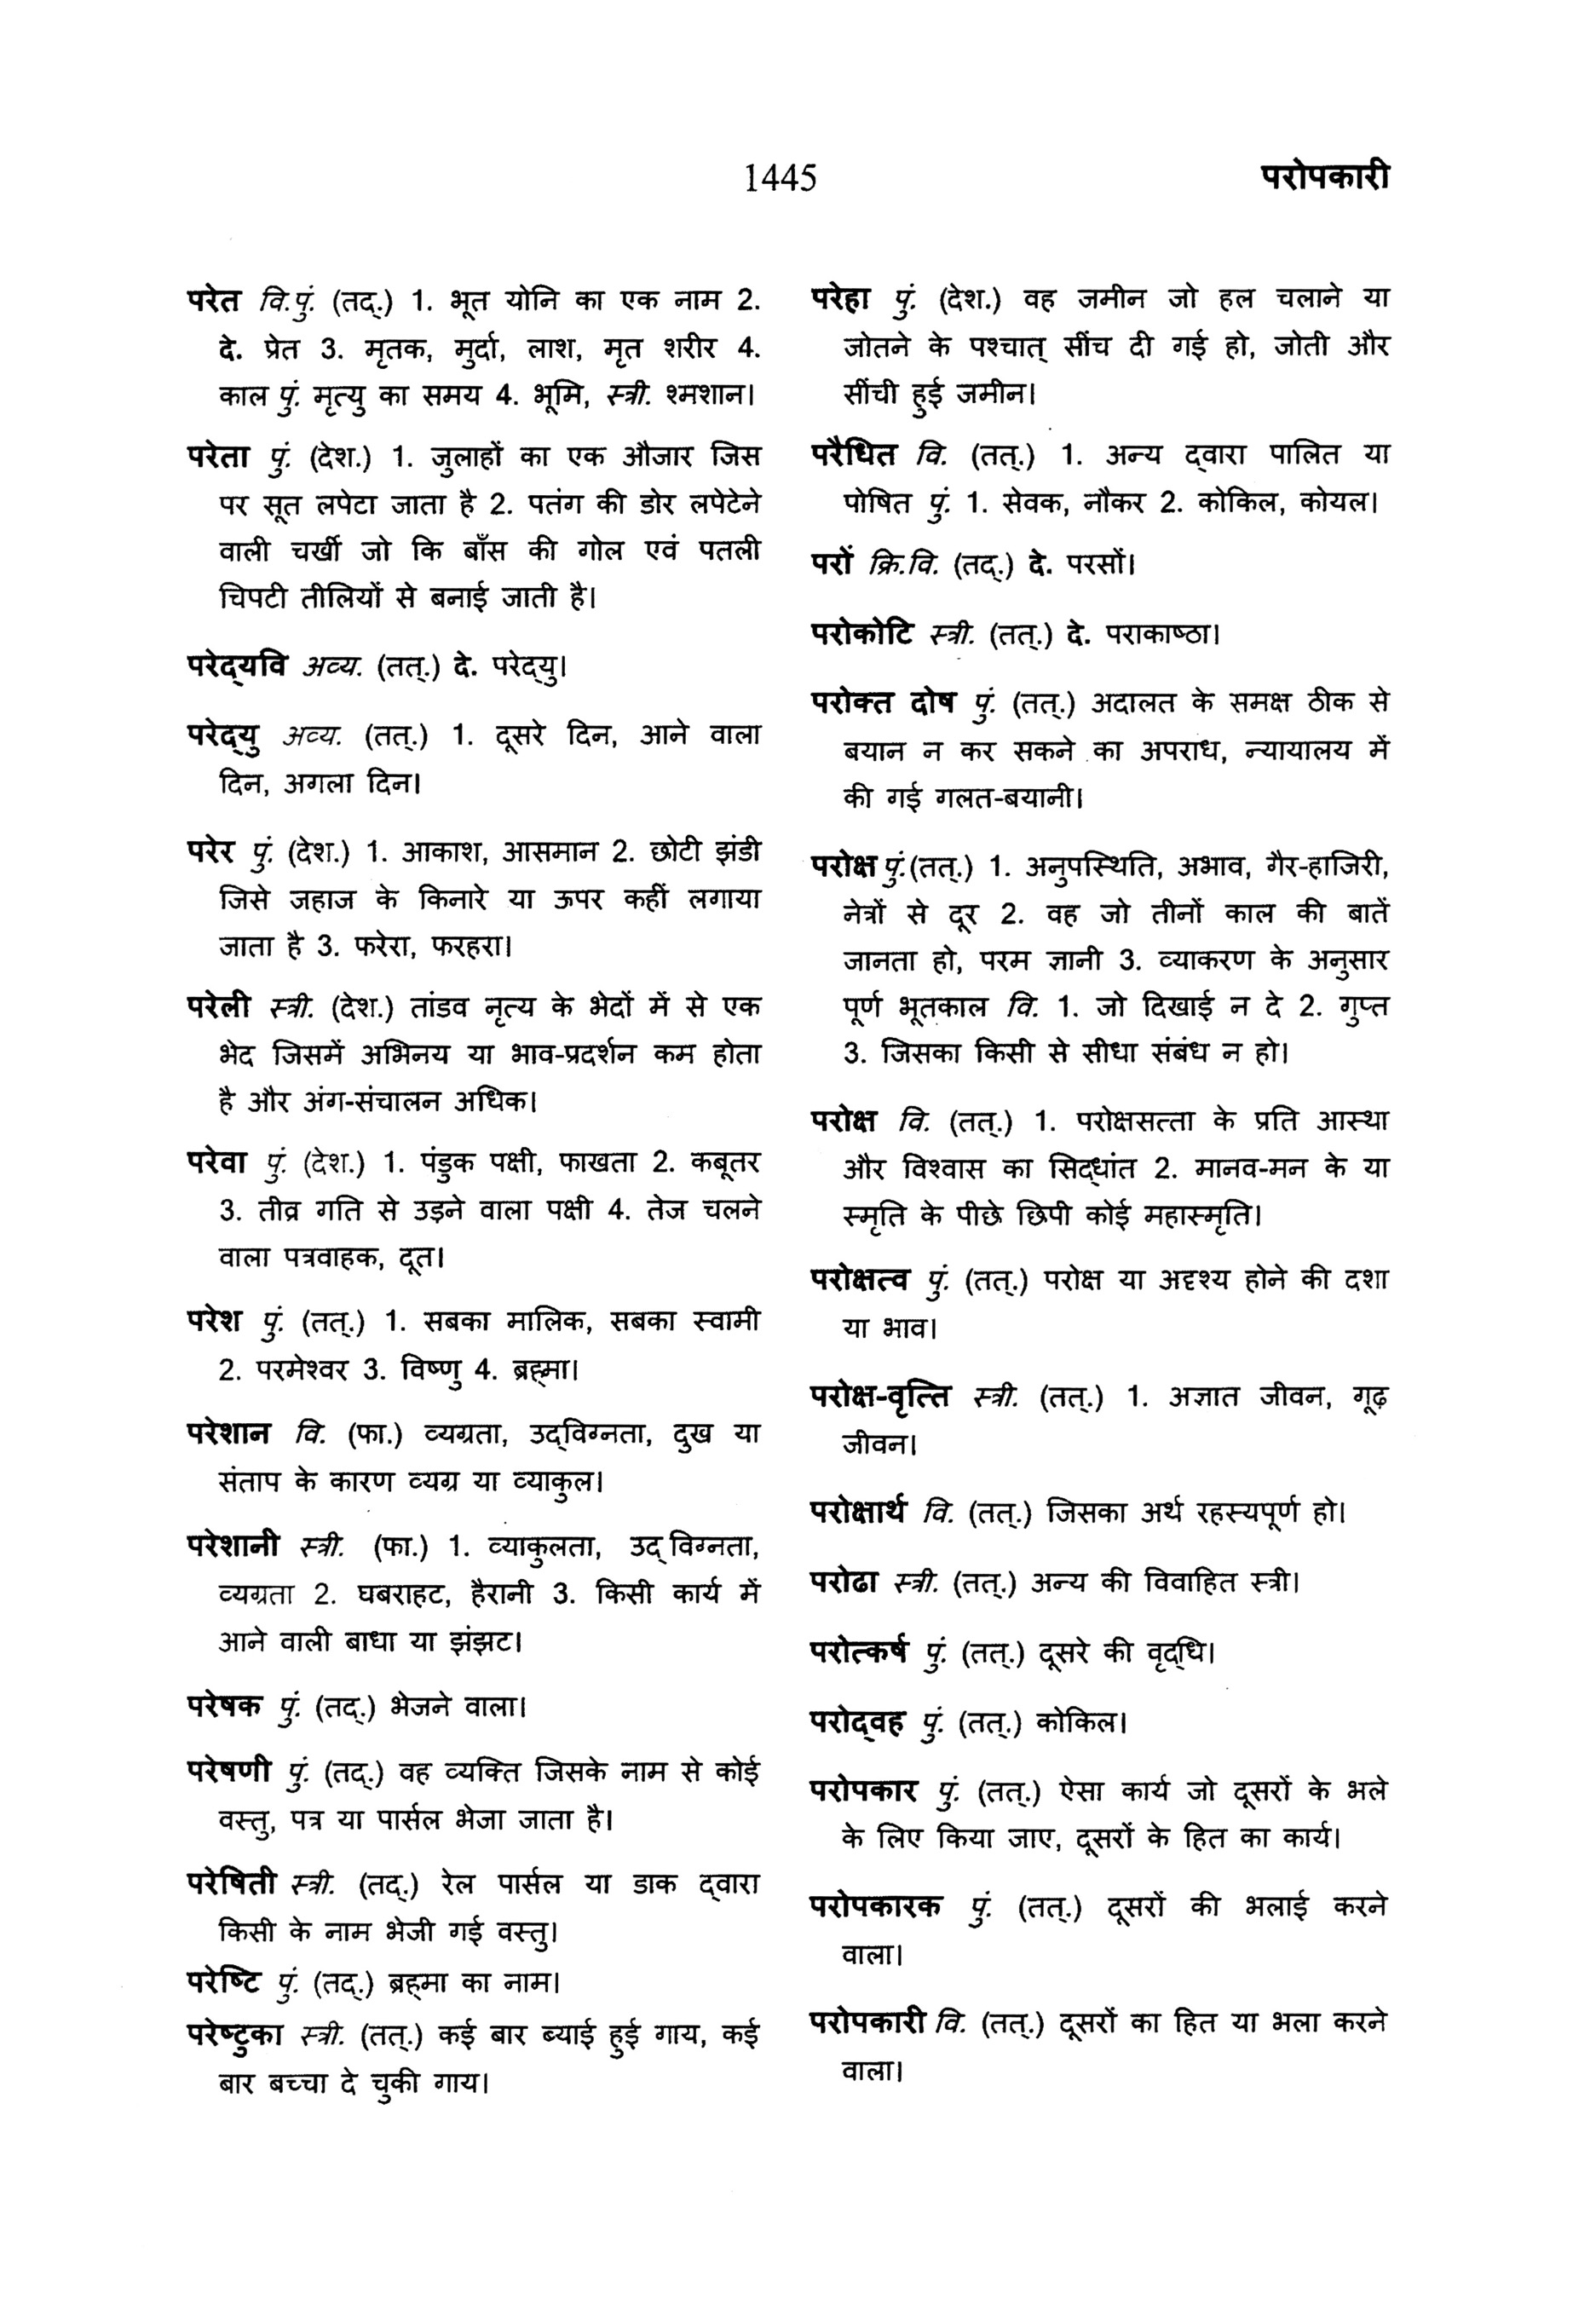 1445
परोपकारी
परेत वि.पुं. (तद्.) 1. भूत योनि का एक नाम 2.
दे. प्रेत 3. मृतक, मुर्दा, लाश, मृत शरीर 4.
काल पुं. मृत्यु का समय 4. भूमि, स्त्री. श्मशान।
परेता पुं. (देश.) 1. जुलाहों का एक औजार जिस
पर सूत लपेटा जाता है 2. पतंग की डोर लपेटेने
वाली चर्खी जो कि बाँस की गोल एवं पतली
चिपटी तीलियों से बनाई जाती है।
परेद्यवि अव्य. (तत्.) दे. परेद्यु।
परेद्यु अव्य. (तत्.) 1. दूसरे दिन, आने वाला
दिन, अगला दिन।
परेर पुं. (देश.) 1. आकाश, आसमान 2. छोटी झंडी
जिसे जहाज के किनारे या ऊपर कहीं लगाया
जाता है 3. फरेरा, फरहरा।
परेली स्त्री. (देश.) तांडव नृत्य के भेदों में से एक
भेद जिसमें अभिनय या भाव-प्रदर्शन कम होता
है और अंग-संचालन अधिक।
परेवा पुं. (देश.) 1. पंडुक पक्षी, फाखता 2. कबूतर
3. तीव्र गति से उड़ने वाला पक्षी 4. तेज चलने
वाला पत्रवाहक, दूत।
परेश पुं. (तत्.) 1. सबका मालिक, सबका स्वामी
2. परमेश्वर 3. विष्णु 4. ब्रह्मा।
परेशान वि. (फा.) व्यग्रता, उद्विग्नता, दुख या
संताप के कारण व्यग्र या व्याकुल।
परेशानी स्त्री. (फा.) 1. व्याकुलता, उद्विग्नता,
व्यग्रता 2. घबराहट, हैरानी 3. किसी कार्य में
आने वाली बाधा या झंझट।
परेषक पुं. (तद्.) भेजने वाला।
परेषणी पुं. (तद्.) वह व्यक्ति जिसके नाम से कोई
वस्तु, पत्र या पार्सल भेजा जाता है।
परेषिती स्त्री. (तद्.) रेल पार्सल या डाक द्वारा
किसी के नाम भेजी गई वस्तु।
परेष्टि पुं. (तद्.) ब्रह्मा का नाम।
परेष्टुका स्त्री. (तत्.) कई बार ब्याई हुई गाय, कई
बार बच्चा दे चुकी गाय।
परेहा पुं. (देश.) वह जमीन जो हल चलाने या
जोतने के पश्चात् सींच दी गई हो, जोती और
सींची हुई जमीन।
परैधित वि. (तत्.) 1. अन्य द्वारा पालित या
पोषित पुं. 1. सेवक, नौकर 2. कोकिल, कोयल।
परों क्रि.वि. (तद्.) दे. परसों।
परोकोटि स्त्री. (तत्.) दे. पराकाष्ठा।
परोक्त दोष पुं. (तत्.) अदालत के समक्ष ठीक से
बयान न कर सकने का अपराध, न्यायालय में
की गई गलत-बयानी।
परोक्ष पुं.(तत्.) 1. अनुपस्थिति, अभाव, गैर-हाजिरी,
नेत्रों से दूर 2. वह जो तीनों काल की बातें
जानता हो, परम ज्ञानी 3. व्याकरण के अनुसार
पूर्ण भूतकाल वि. 1. जो दिखाई न दे 2. गुप्त
3. जिसका किसी से सीधा संबंध न हो।
परोक्ष वि. (तत्.) 1. परोक्षसत्ता के प्रति आस्था
और विश्वास का सिद्धांत 2. मानव-मन के या
स्मृति के पीछे छिपी कोई महास्मृति।
परोक्षत्व पुं. (तत्.) परोक्ष या अदृश्य होने की दशा
या भाव।
परोक्ष-वृत्ति स्त्री. (तत्.) 1. अज्ञात जीवन, गूढ़
जीवन।
परोक्षार्थ वि. (तत्.) जिसका अर्थ रहस्यपूर्ण हो।
परोढा स्त्री. (तत्.) अन्य की विवाहित स्त्री।
परोत्कर्ष पुं. (तत्.) दूसरे की वृद्धि।
परोद्वह पुं. (तत्.) कोकिल।
परोपकार पुं. (तत्.) ऐसा कार्य जो दूसरों के भले
के लिए किया जाए, दूसरों के हित का कार्य।
परोपकारक पुं. (तत्.) दूसरों की भलाई करने
वाला।
परोपकारी वि. (तत्.) दूसरों का हित या भला करने
वाला।